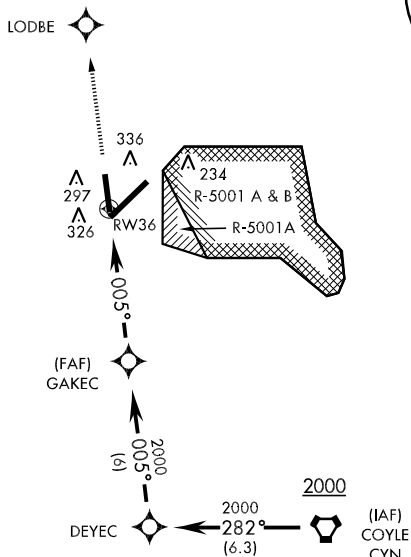 LODBE
336
234
297
R-5001 A & B
326
RW36
R-5001A
005°
(FAF)
GAKEC
2000
005°
(6)
2000
2000
DEYEC
282°
(IAF)
(6.3)
COYLE
CYN